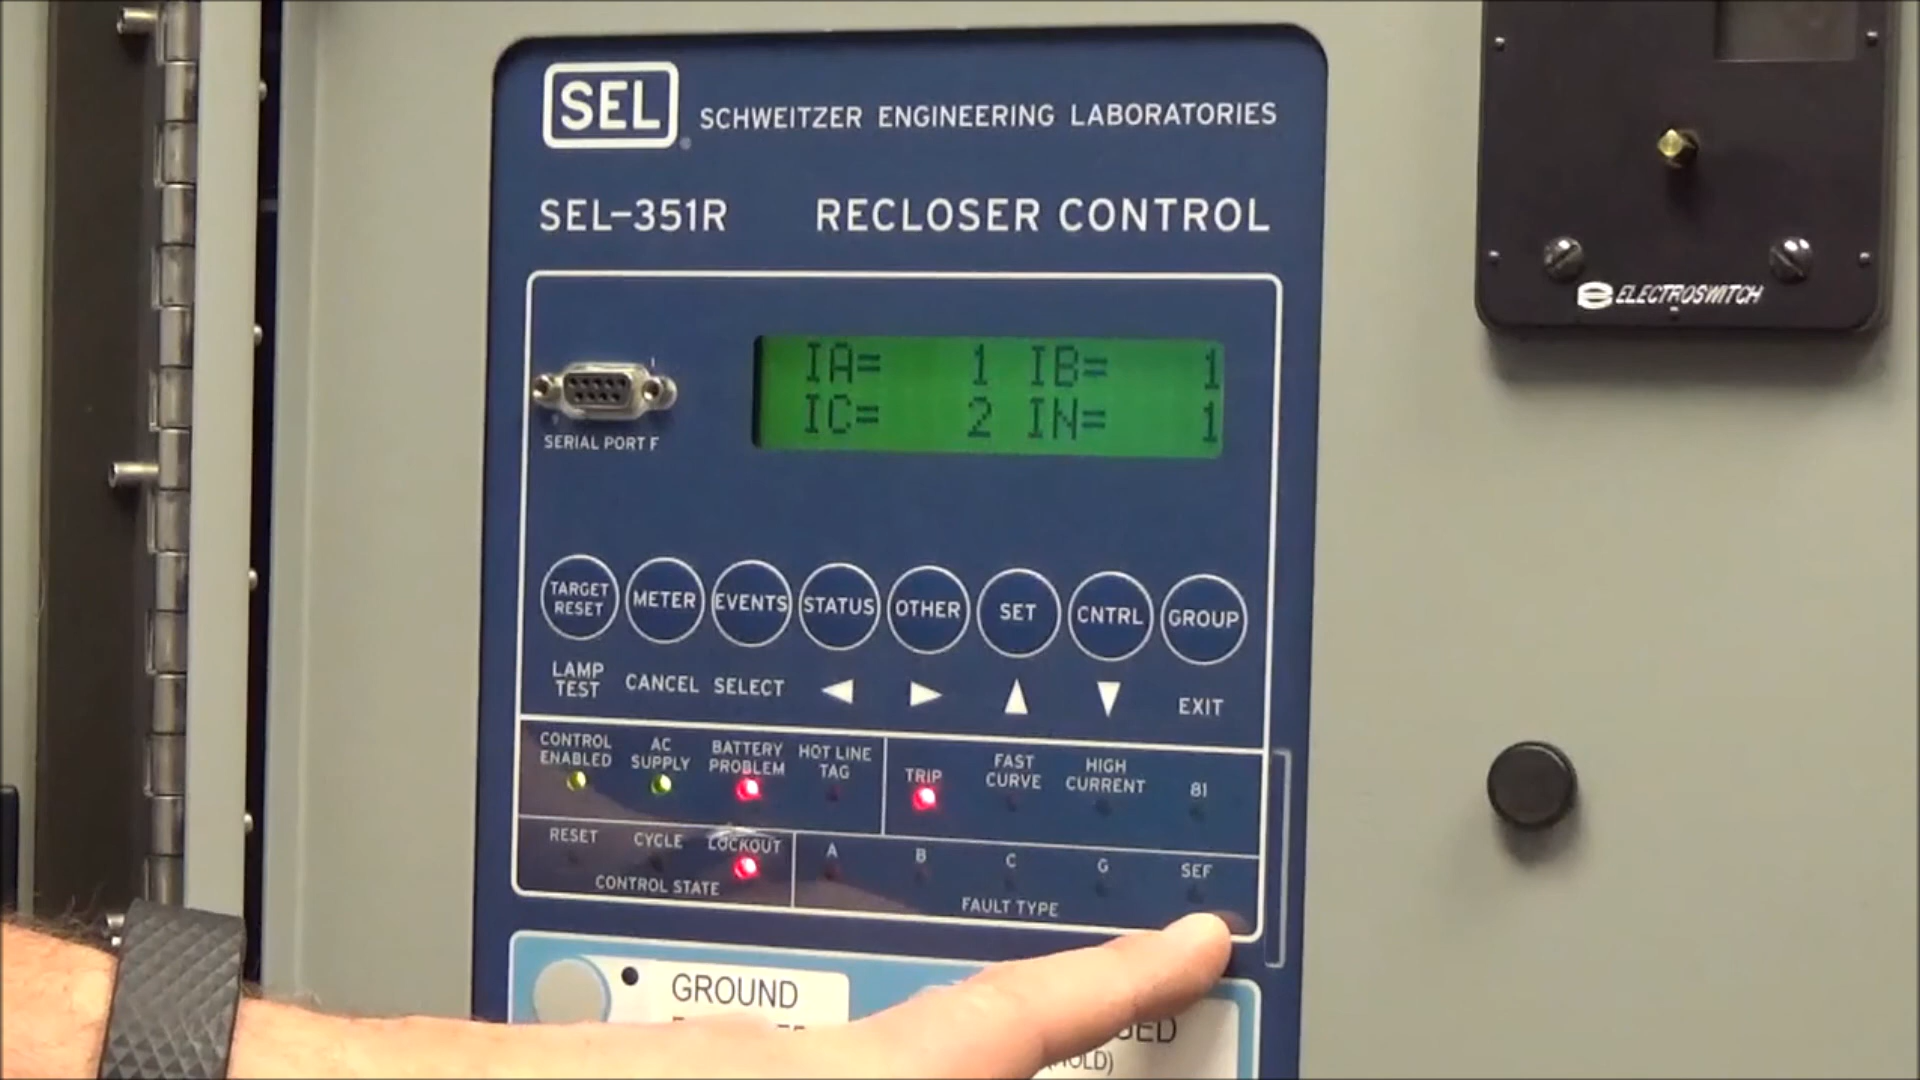 SEL
SCHWEITZER ENGINEERING LABORATORIES
SEL-351R RECLOSER CONTROL
IA= 1 IB= 1
IC= 2 IN= 1
SERIAL PORT F
TARGET RESET
METER
EVENTS
STATUS
OTHER
SET
CNTRL
GROUP
LAMP TEST
CANCEL
SELECT
EXIT
CONTROL ENABLED
AC SUPPLY
BATTERY PROBLEM
HOT LINE TAG
TRIP
FAST CURVE
HIGH CURRENT
81
RESET
CYCLE
LOCKOUT
CONTROL STATE
A
B
C
G
SEF
FAULT TYPE
GROUND
ELECTROSWITCH